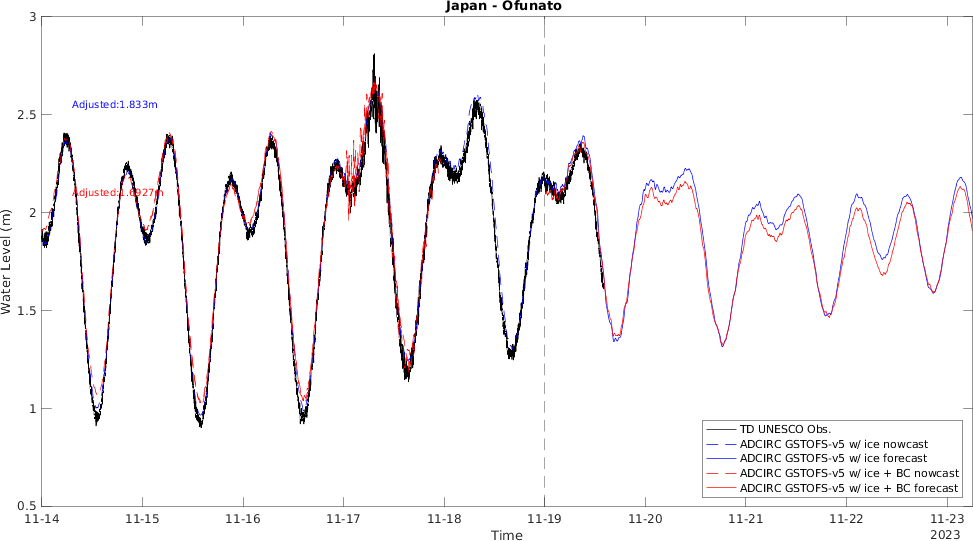 Japan - Ofunato
3
2.5
2
1.5
1
0.5
Water Level (m)
Adjusted:1.833m
Adjusted:1.6927m
TD UNESCO Obs.
ADCIRC GSTOFS-v5 w/ ice nowcast
ADCIRC GSTOFS-v5 w/ ice forecast
ADCIRC GSTOFS-v5 w/ ice + BC nowcast
ADCIRC GSTOFS-v5 w/ ice + BC forecast
11-14 11-15 11-16 11-17 11-18 11-19 11-20 11-21 11-22 11-23
2023
Time